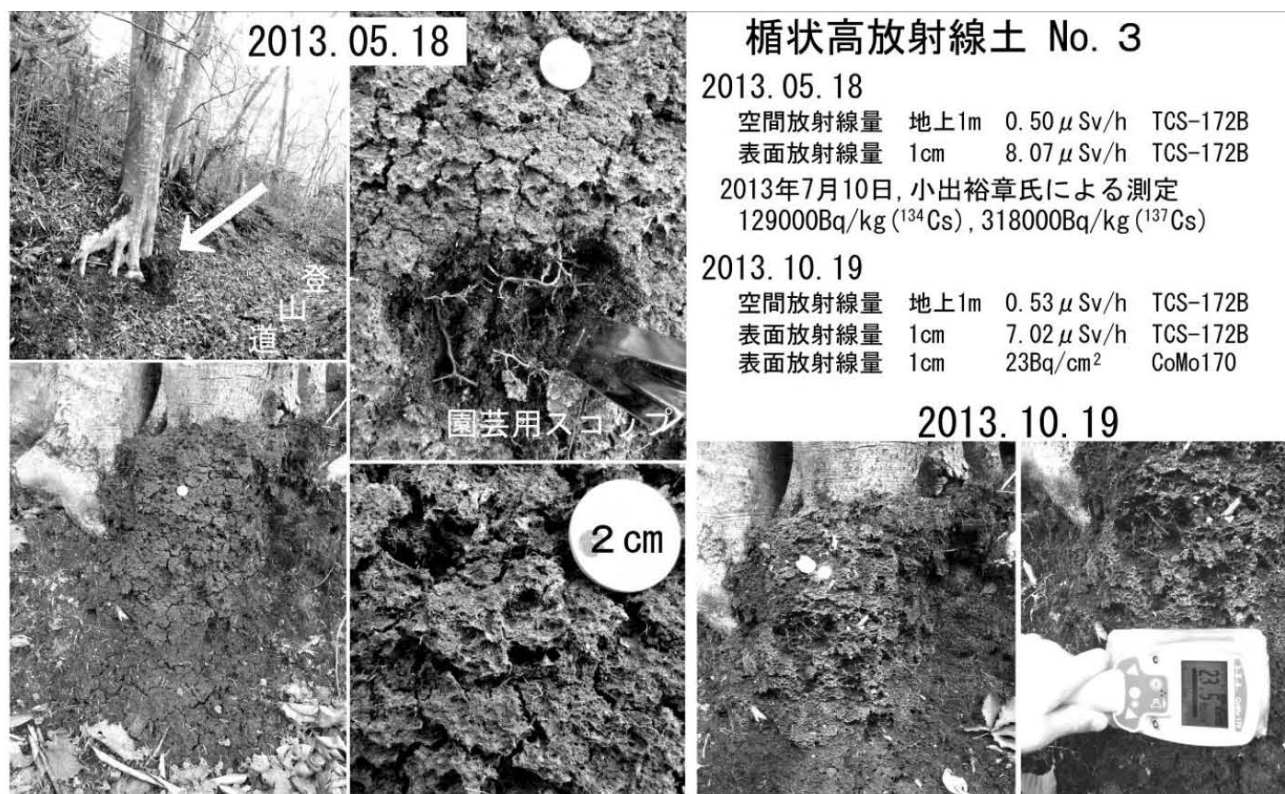 2013.05.18
登
山
道
園芸用スコップ
2cm
楯状高放射線土 No. 3
2013.05.18
空間放射線量 地上1m 0.50μSv/h TCS-172B
表面放射線量 1cm 8.07μSv/h TCS-172B
2013年7月10日,小出裕章氏による測定
129000Bq/kg(¹³⁴Cs),318000Bq/kg(¹³⁷Cs)
2013.10.19
空間放射線量 地上1m 0.53μSv/h TCS-172B
表面放射線量 1cm 7.02μSv/h TCS-172B
表面放射線量 1cm 23Bq/cm² CoMo170
2013.10.19